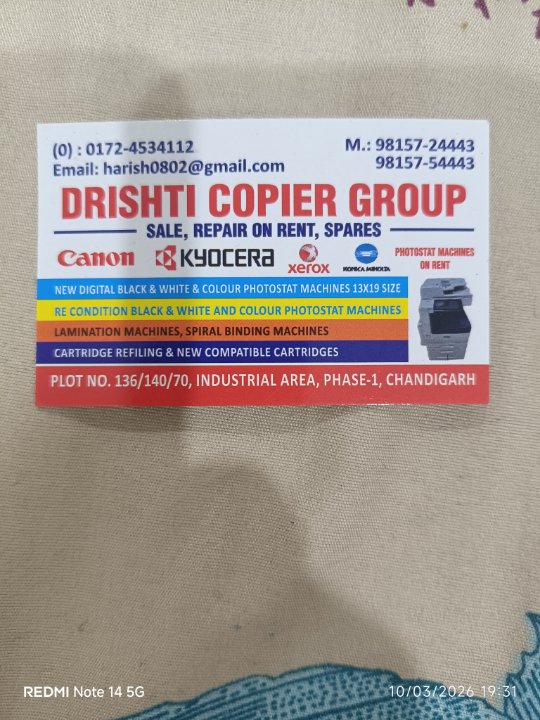 (0) : 0172-4534112
M.: 98157-24443
Email: harish0802@gmail.com
98157-54443
DRISHTI COPIER GROUP
SALE, REPAIR ON RENT, SPARES
Canon KYOCERA xerox KONICA MINOLTA
PHOTOSTAT MACHINES
ON RENT
NEW DIGITAL BLACK & WHITE & COLOUR PHOTOSTAT MACHINES 13X19 SIZE
RE CONDITION BLACK & WHITE AND COLOUR PHOTOSTAT MACHINES
LAMINATION MACHINES, SPIRAL BINDING MACHINES
CARTRIDGE REFILING & NEW COMPATIBLE CARTRIDGES
PLOT NO. 136/140/70, INDUSTRIAL AREA, PHASE-1, CHANDIGARH
REDMI Note 14 5G
10/03/2026 19:31